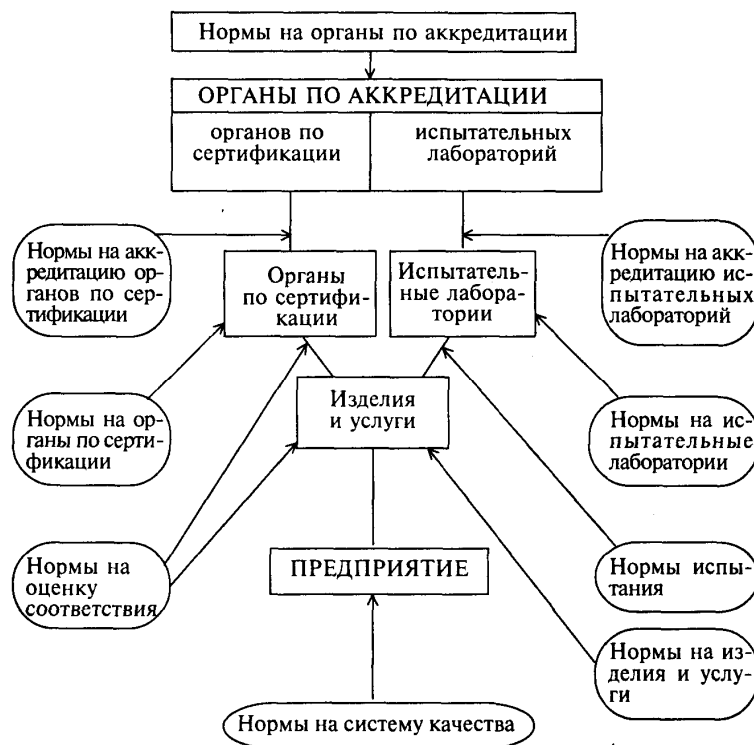 Нормы на органы по аккредитации
ОРГАНЫ ПО АККРЕДИТАЦИИ
органов по
сертификации
испытательных
лабораторий
Нормы на акк-
редитацию ор-
ганов по сер-
тификации
Органы
по сертифи-
кации
Испытатель-
ные лабора-
тории
Нормы на акк-
редитацию ис-
пытательных
лабораторий
Нормы на ор-
ганы по серти-
фикации
Изделия
и услуги
Нормы на ис-
пытательные
лаборатории
Нормы на
оценку
соответствия
ПРЕДПРИЯТИЕ
Нормы испы-
тания
Нормы на из-
делия и услу-
ги
Нормы на систему качества